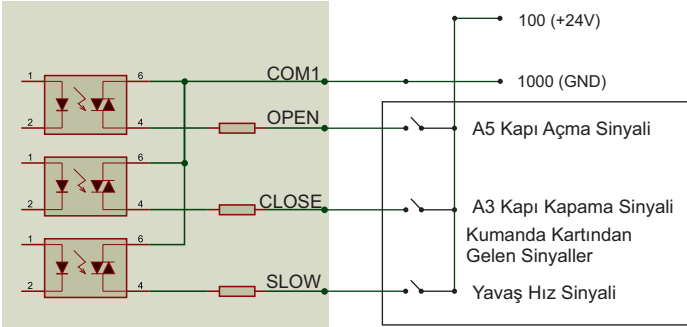 100 (+24V)
1 6 COM1 1000 (GND)
2 4 OPEN A5 Kapı Açma Sinyali
1 6
2 4 CLOSE A3 Kapı Kapama Sinyali
Kumanda Kartından
Gelen Sinyaller
1 6
2 4 SLOW Yavaş Hız Sinyali